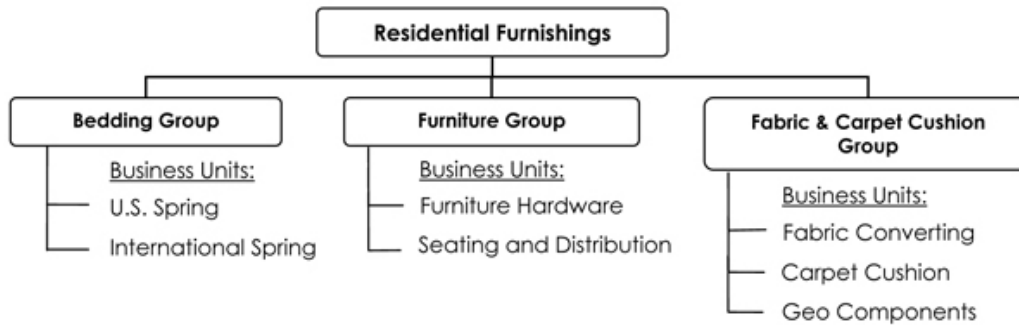 Residential Furnishings
Bedding Group
Business Units:
U.S. Spring
International Spring
Furniture Group
Business Units:
Furniture Hardware
Seating and Distribution
Fabric & Carpet Cushion
Group
Business Units:
Fabric Converting
Carpet Cushion
Geo Components